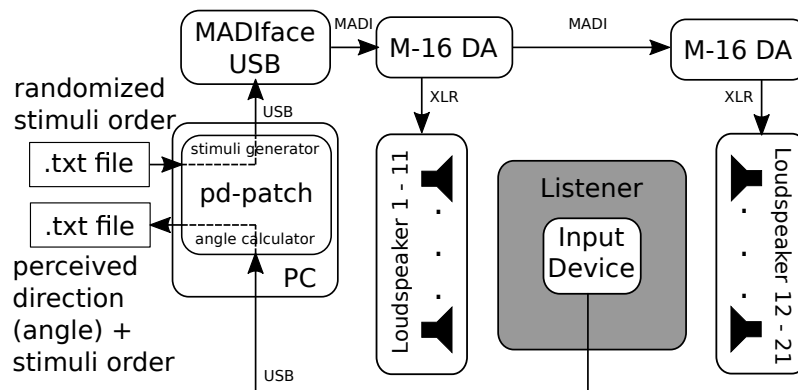 MADIface
USB
MADI
M-16 DA
MADI
M-16 DA
randomized
stimuli order
USB
XLR
XLR
.txt file
stimuli generator
pd-patch
angle calculator
.txt file
PC
perceived
direction
(angle) +
stimuli order
USB
Loudspeaker 1 - 11
Listener
Input
Device
Loudspeaker 12 - 21